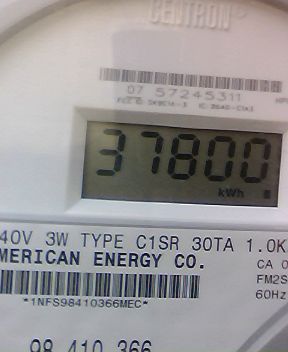 CENTRON®
07 57245311
37800
kWh
40V 3W TYPE C1SR 30TA 1.0K
MERICAN ENERGY CO.
CA 0
FM2S
60Hz
*1NFS98410366MEC*
98 410 366